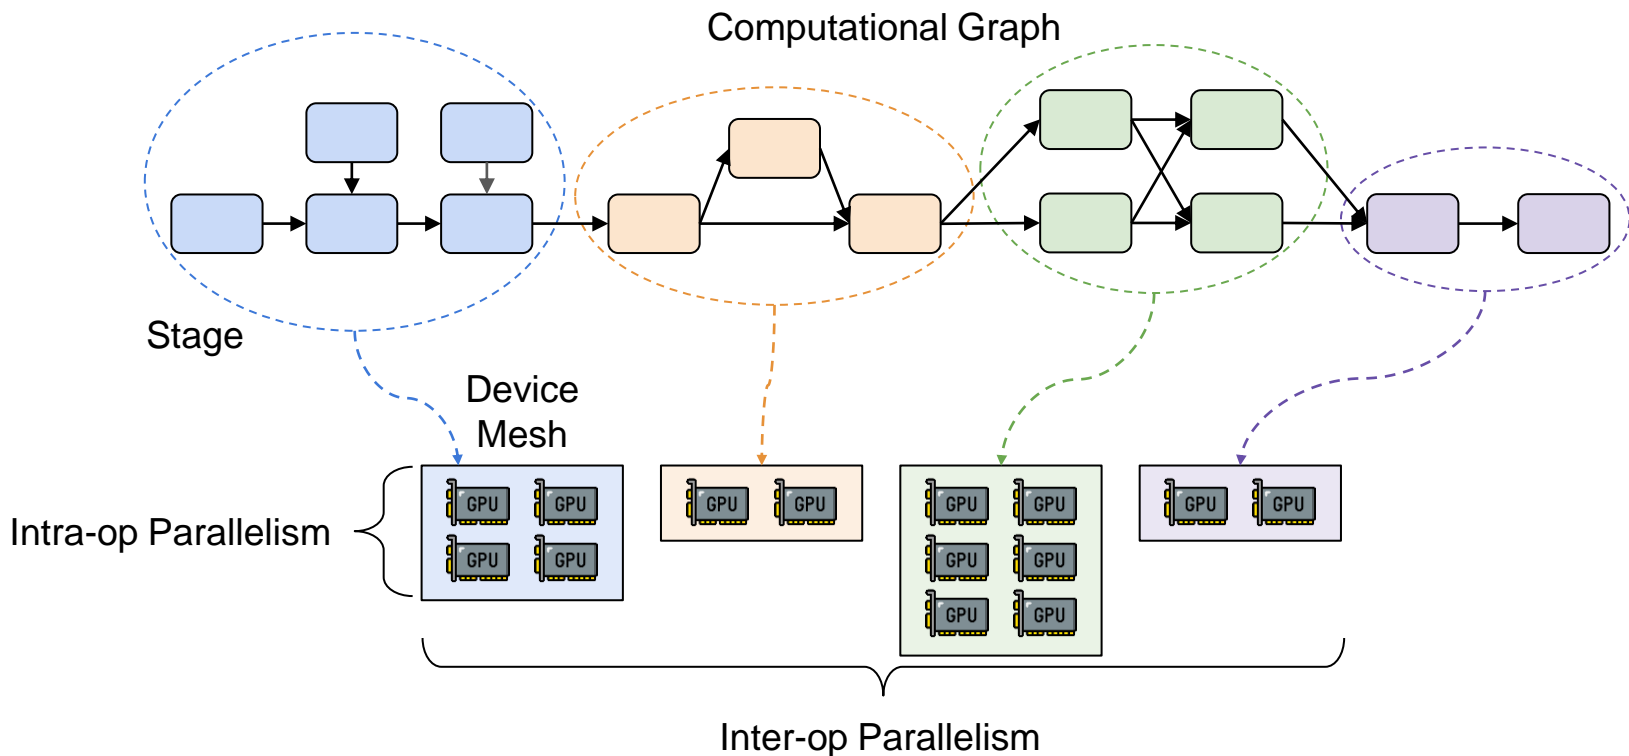 Computational Graph
Stage
Device
Mesh
Intra-op Parallelism
GPU GPU GPU GPU GPU GPU GPU GPU
GPU GPU GPU GPU
GPU GPU
Inter-op Parallelism